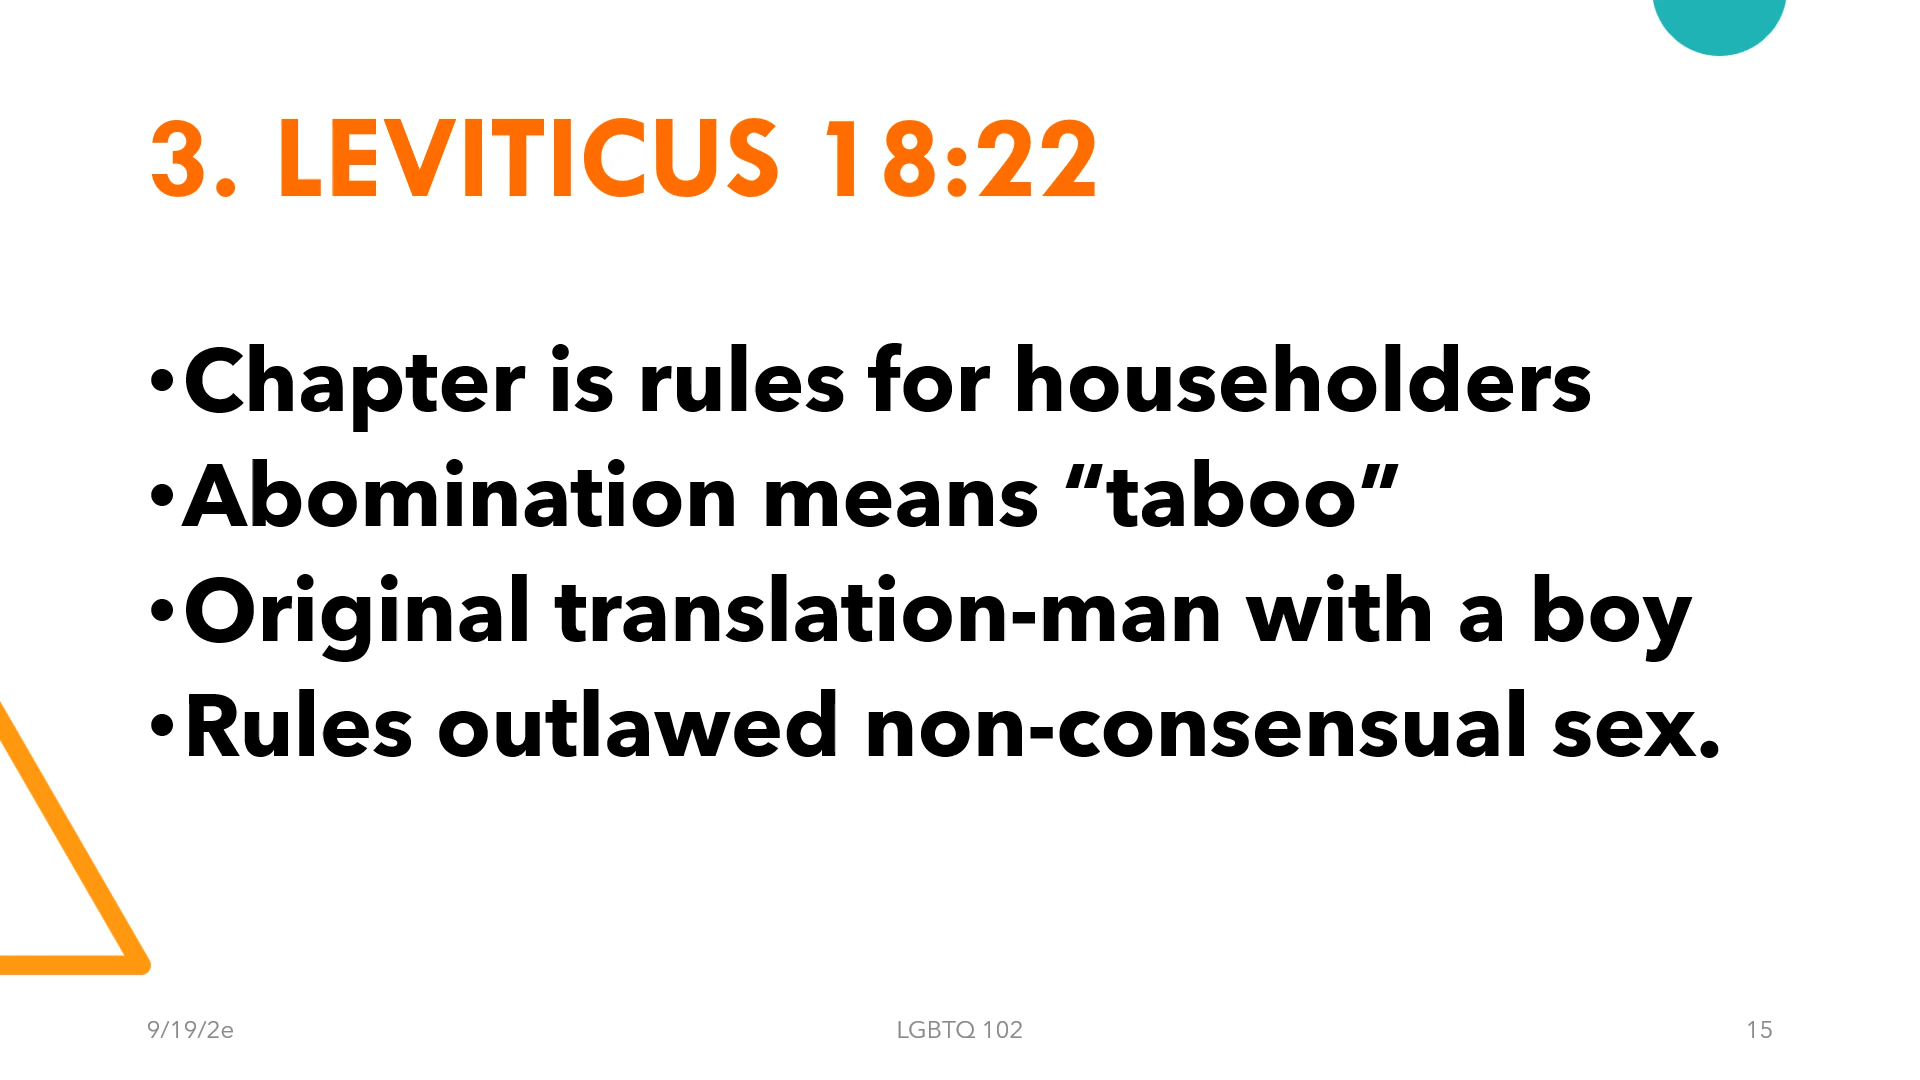 3. LEVITICUS 18:22
•Chapter is rules for householders
•Abomination means “taboo”
•Original translation-man with a boy
•Rules outlawed non-consensual sex.
9/19/2e LGBTQ 102 15